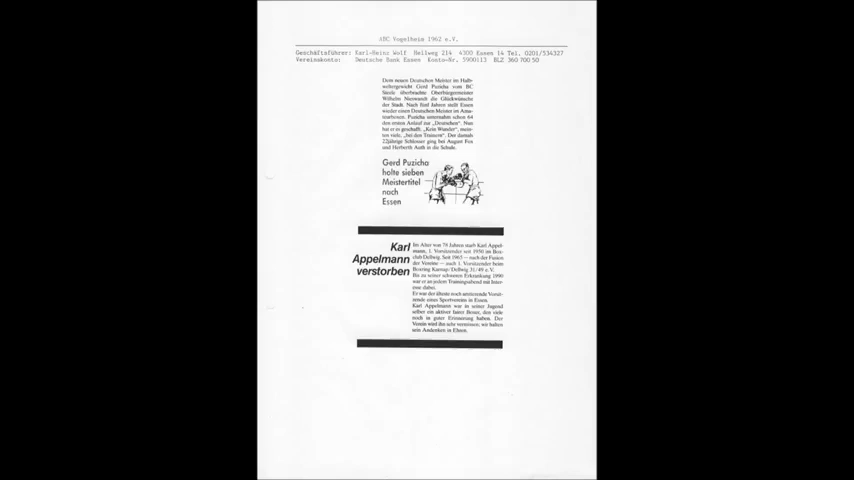 ABC Vogelheim 1962 e.V.
Geschäftsführer: Karl-Heinz Wolf Hellweg 214 4300 Essen 14 Tel. 0201/534327
Vereinskonto: Deutsche Bank Essen Konto-Nr. 5900113 BLZ 360 700 50
Dem neuen Deutschen Meister im Halb-
weltergewicht Gerd Puzicha vom BC
Steele überbrachte Oberbürgermeister
Wilhelm Nieswandt die Glückwünsche
der Stadt. Nach fünf Jahren stellt Essen
wieder einen Deutschen Meister im Ama-
teurboxen. Puzicha unternahm schon 64
den ersten Anlauf zur „Deutschen“. Nun
hat er es geschafft. „Kein Wunder“, mein-
ten viele, „bei den Trainern“. Der damals
22jährige Schlosser ging bei August Fox
und Herberth Auth in die Schule.
Gerd Puzicha
holte sieben
Meistertitel
nach
Essen
Karl
Appelmann
verstorben
Im Alter von 78 Jahren starb Karl Appel-
mann, 1. Vorsitzender seit 1950 im Box-
club Dellwig. Seit 1965 — nach der Fusion
der Vereine — auch 1. Vorsitzender beim
Boxring Karnap/Dellwig 31/49 e.V.
Bis zu seiner schweren Erkrankung 1990
war er an jedem Trainingsabend mit Inter-
esse dabei.
Er war der älteste noch amtierende Vorsit-
zende eines Sportvereins in Essen.
Karl Appelmann war in seiner Jugend
selbst ein aktiver fairer Boxer, den viele
noch in guter Erinnerung haben. Der
Verein wird ihn sehr vermissen; wir halten
sein Andenken in Ehren.